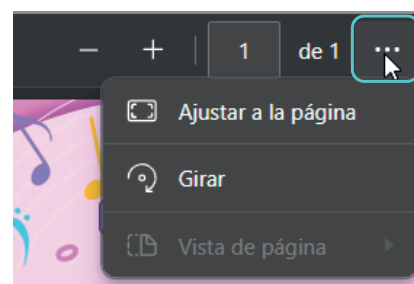 − + 1 de 1 ...
Ajustar a la página
Girar
Vista de página